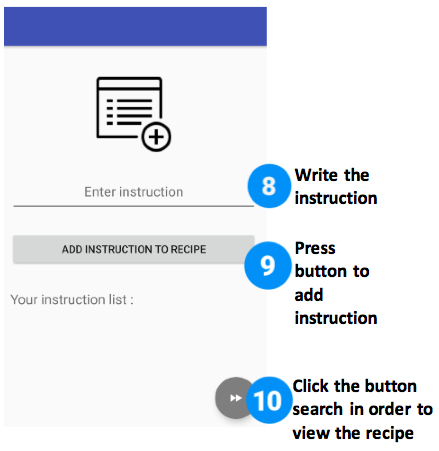 Enter instruction
8
Write the
instruction
ADD INSTRUCTION TO RECIPE
9
Press
button to
add
instruction
Your instruction list :
10
Click the button
search in order to
view the recipe